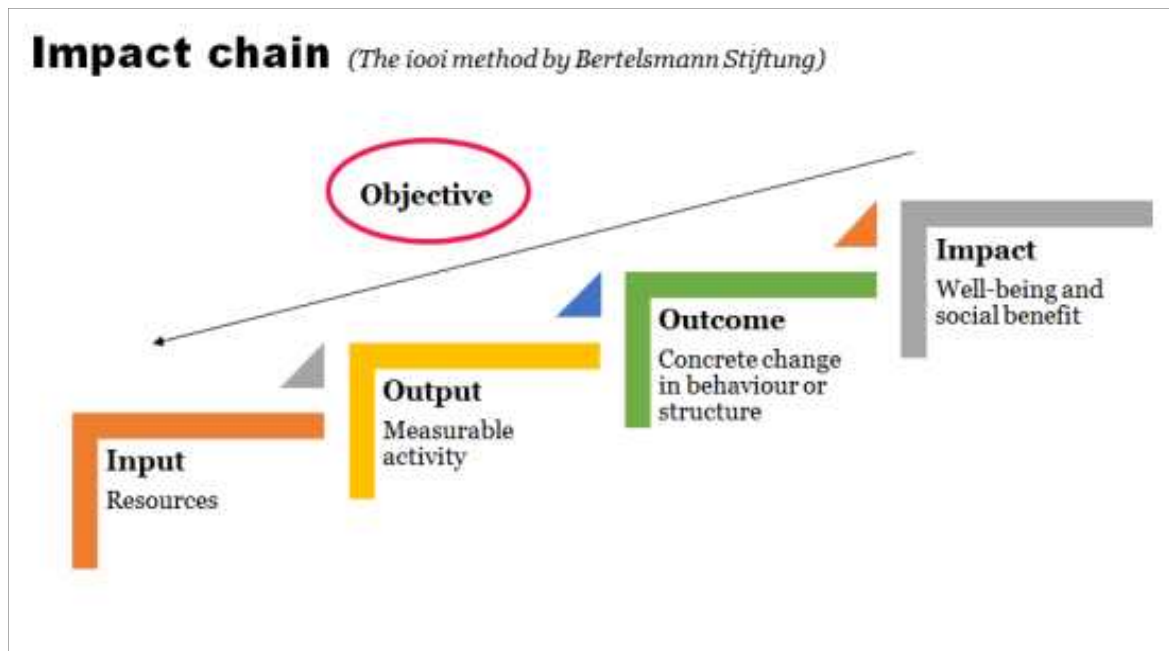 Impact chain (The iooi method by Bertelsmann Stiftung)
Objective
Input
Resources
Output
Measurable
activity
Outcome
Concrete change
in behaviour or
structure
Impact
Well-being and
social benefit